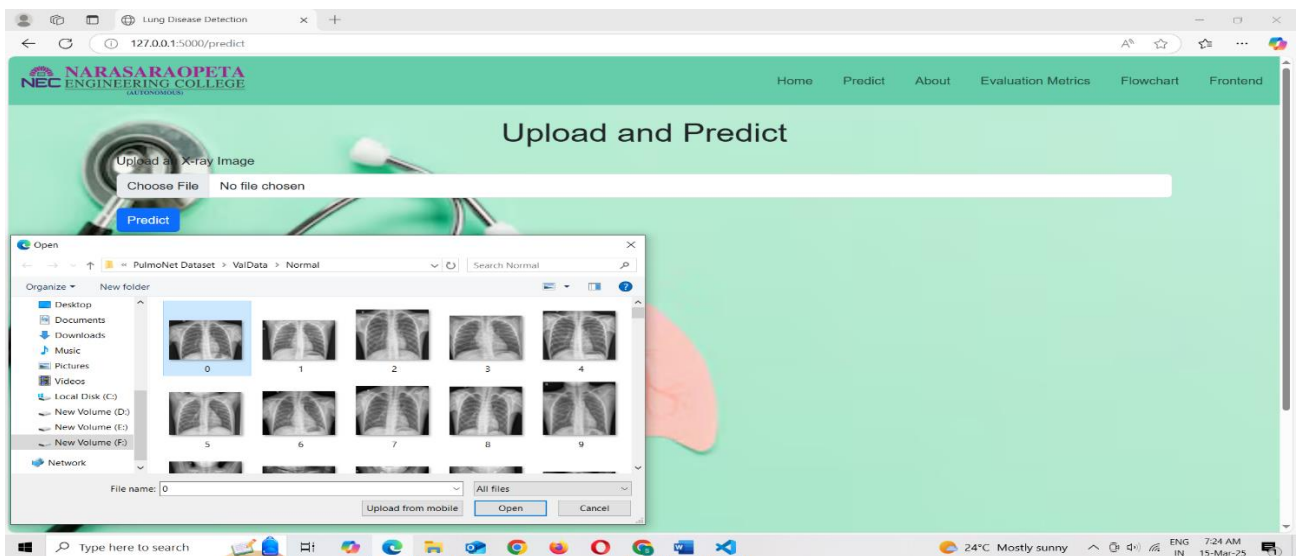 Lung Disease Detection
127.0.0.1:5000/predict
NEC NARASARAOPETA
ENGINEERING COLLEGE
(AUTONOMOUS)
Home Predict About Evaluation Metrics Flowchart Frontend
Upload and Predict
Upload an X-ray Image
Choose File No file chosen
Predict
Open
PulmoNet Dataset > ValData > Normal
Search Normal
Organize New folder
Desktop
Documents
Downloads
Music
Pictures
Videos
Local Disk (C:)
New Volume (D:)
New Volume (E:)
New Volume (F:)
Network
0 1 2 3 4
5 6 7 8 9
File name: 0 All files
Upload from mobile Open Cancel
Type here to search
24°C Mostly sunny
ENG
IN
7:24 AM
15-Mar-25